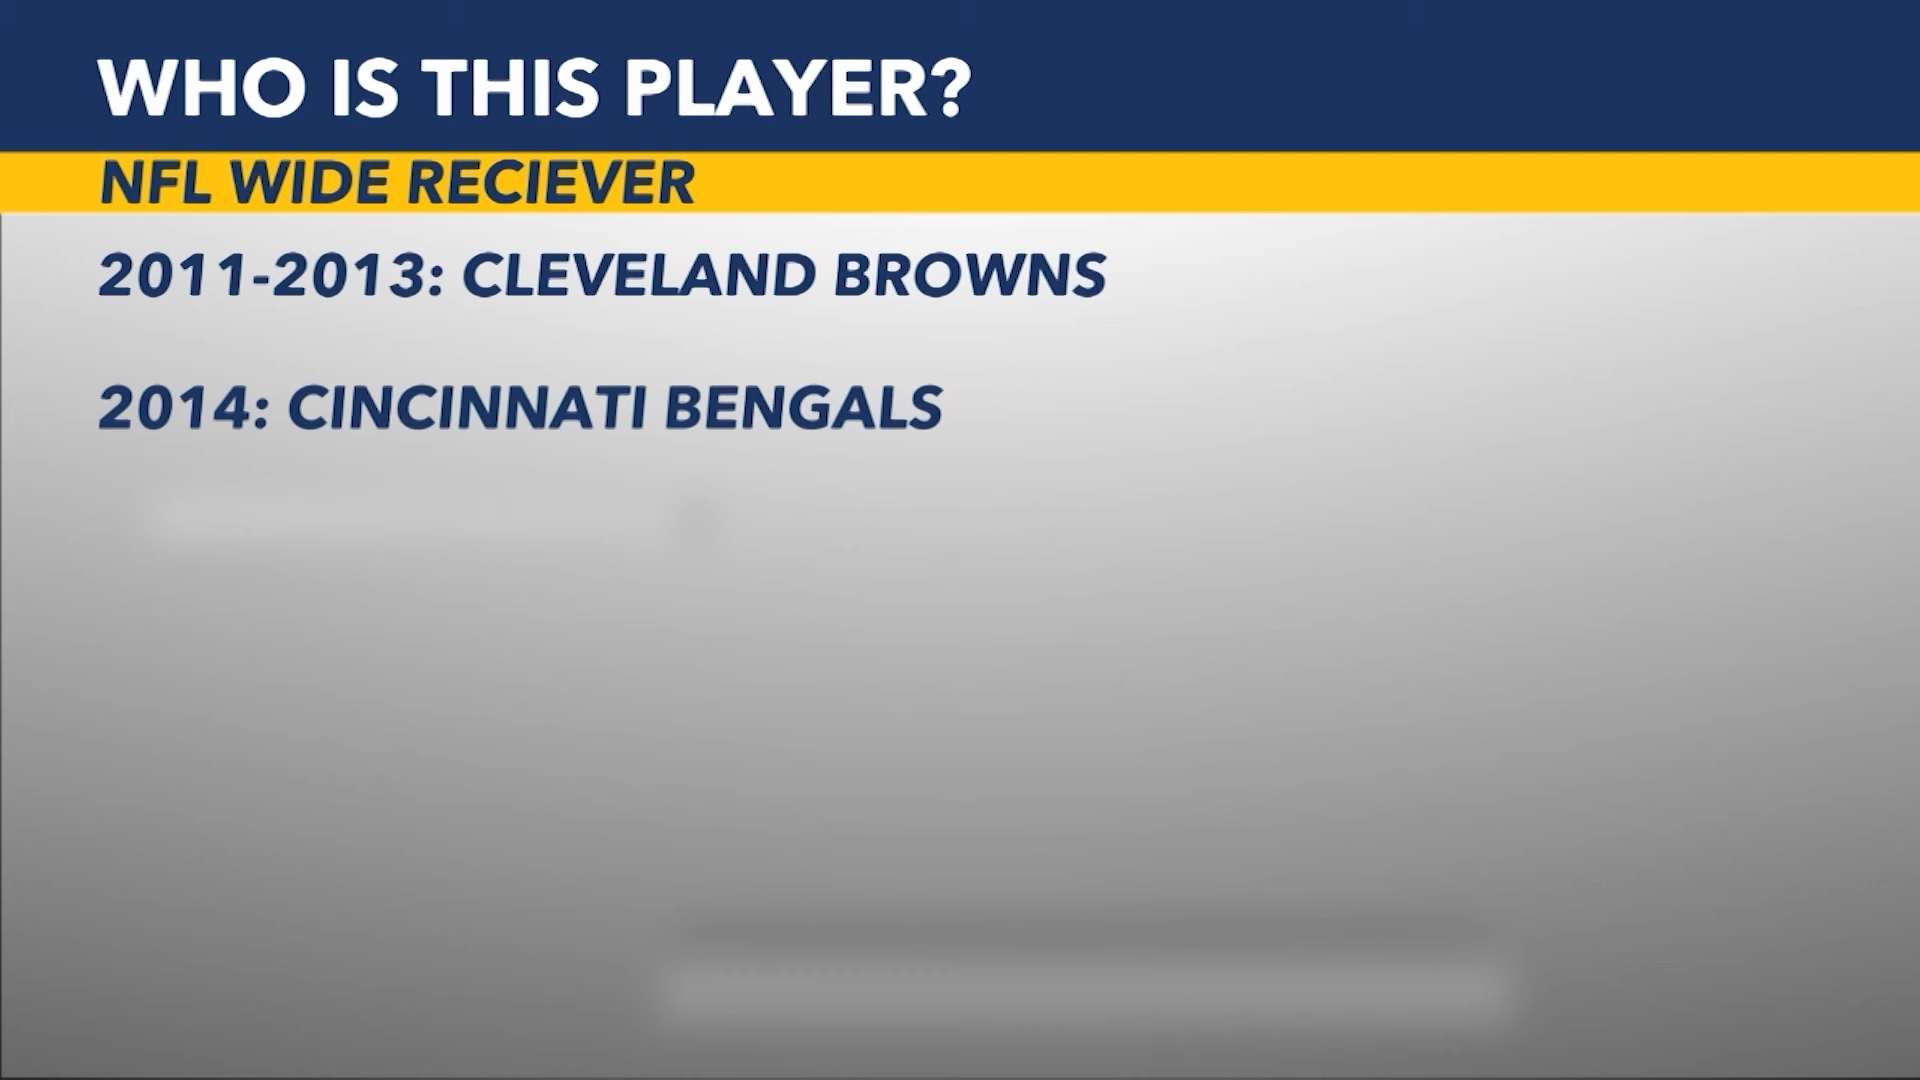 WHO IS THIS PLAYER?
NFL WIDE RECIEVER
2011-2013: CLEVELAND BROWNS
2014: CINCINNATI BENGALS